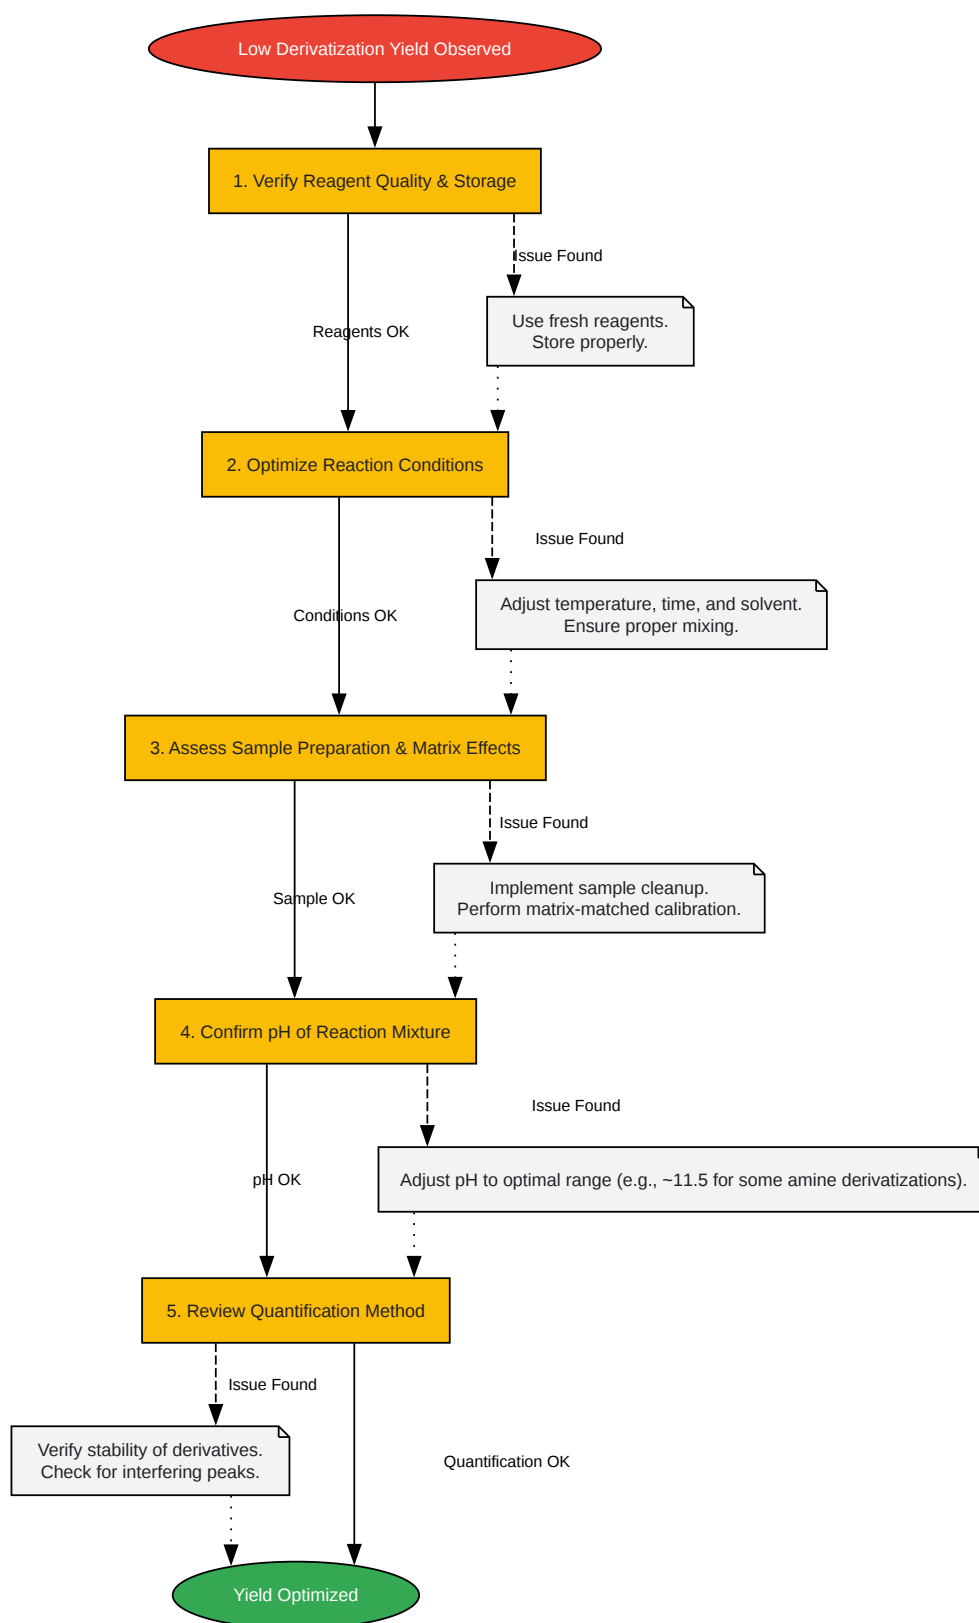 Low Derivatization Yield Observed
1. Verify Reagent Quality & Storage
Issue Found
Use fresh reagents.
Store properly.
Reagents OK
2. Optimize Reaction Conditions
Issue Found
Adjust temperature, time, and solvent.
Ensure proper mixing.
Conditions OK
3. Assess Sample Preparation & Matrix Effects
Issue Found
Implement sample cleanup.
Perform matrix-matched calibration.
Sample OK
4. Confirm pH of Reaction Mixture
Issue Found
Adjust pH to optimal range (e.g., ~11.5 for some amine derivatizations).
pH OK
5. Review Quantification Method
Issue Found
Verify stability of derivatives.
Check for interfering peaks.
Quantification OK
Yield Optimized